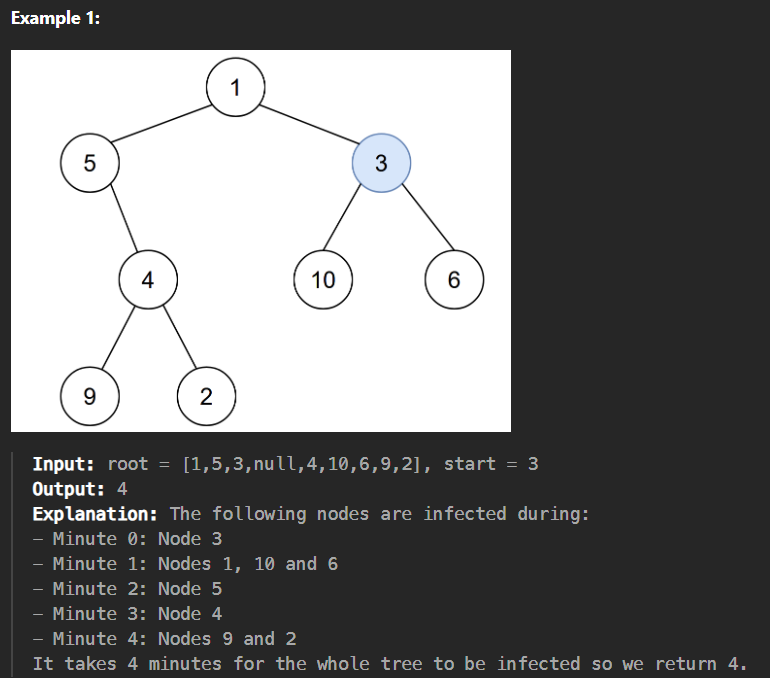 Example 1:
1
5
3
4
10
6
9
2
Input: root = [1,5,3,null,4,10,6,9,2], start = 3
Output: 4
Explanation: The following nodes are infected during:
- Minute 0: Node 3
- Minute 1: Nodes 1, 10 and 6
- Minute 2: Node 5
- Minute 3: Node 4
- Minute 4: Nodes 9 and 2
It takes 4 minutes for the whole tree to be infected so we return 4.